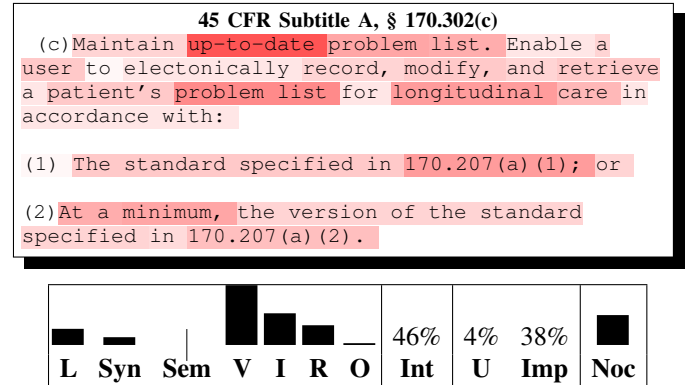 45 CFR Subtitle A, § 170.302(c)
(c)Maintain up-to-date problem list. Enable a
user to electonically record, modify, and retrieve
a patient's problem list for longitudinal care in
accordance with:
(1) The standard specified in 170.207(a)(1); or
(2)At a minimum, the version of the standard
specified in 170.207(a)(2).
46% 4% 38%
L Syn Sem V I R O Int U Imp Noc